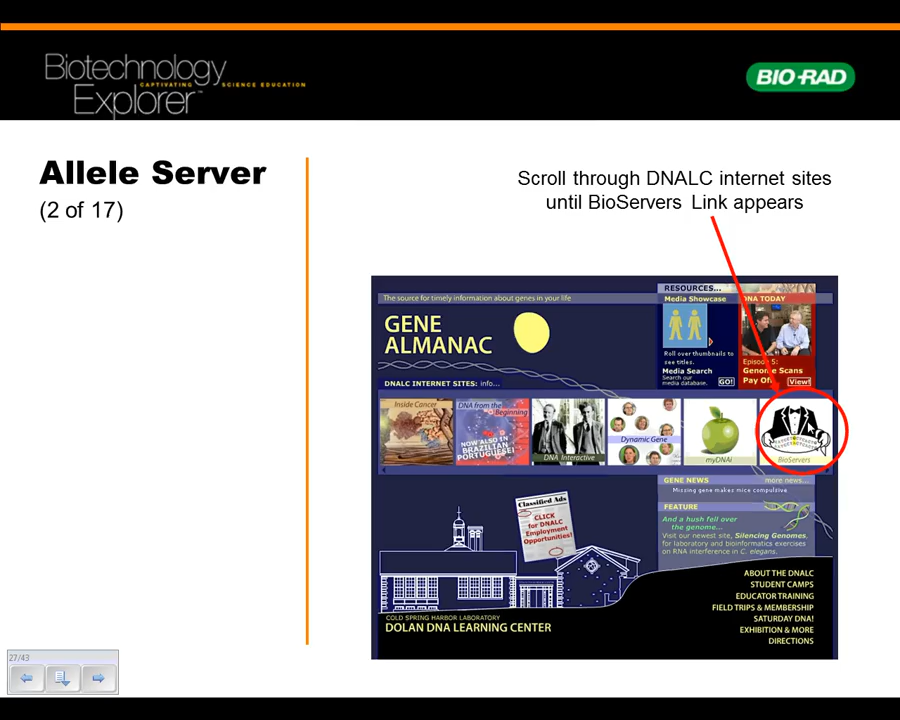 Biotechnology
CAPTIVATING SCIENCE EDUCATION
Explorer™
BIO-RAD
Allele Server
(2 of 17)
Scroll through DNALC internet sites
until BioServers Link appears
The source for timely information about genes in your life
GENE
ALMANAC
RESOURCES...
Media Showcase
Roll over thumbnails to
see titles.
Media Search
Search our
media database.
GO!
DNA TODAY
Episode 5:
Genome Scans
Pay Off
View!
DNALC INTERNET SITES: info...
Inside Cancer
DNA from the Beginning
NOW ALSO IN
BRAZILIAN
PORTUGUESE!
DNA Interactive
Dynamic Gene
myDNAi
BioServers
GENE NEWS
more news...
Missing gene makes mice compulsive.
FEATURE
And a hush fell over
the genome...
Visit our newest site, Silencing Genomes,
for laboratory and bioinformatics exercises
on RNA interference in C. elegans.
Classified Ads
CLICK
for DNALC
Employment
Opportunities!
COLD SPRING HARBOR LABORATORY
DOLAN DNA LEARNING CENTER
ABOUT THE DNALC
STUDENT CAMPS
EDUCATOR TRAINING
FIELD TRIPS & MEMBERSHIP
SATURDAY DNA!
EXHIBITION & MORE
DIRECTIONS
27/43